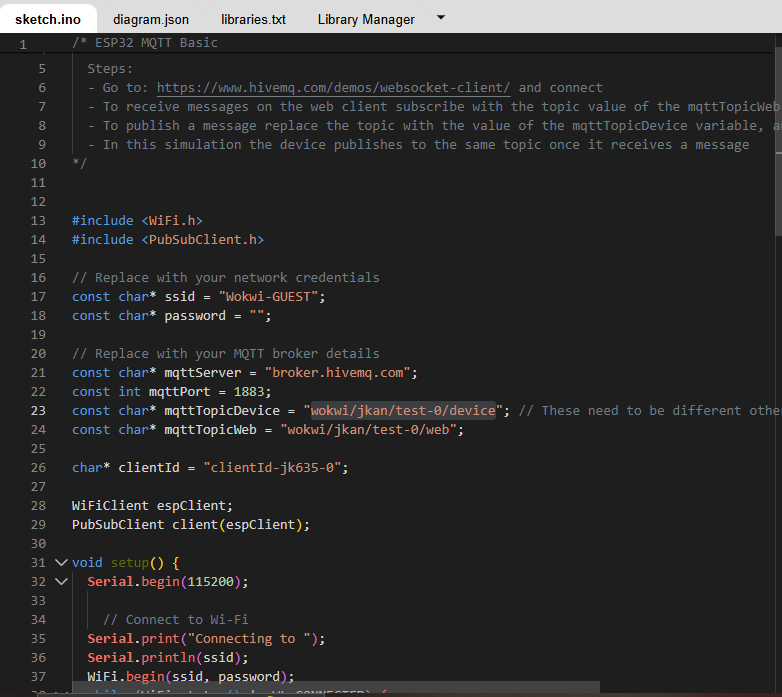 sketch.ino diagram.json libraries.txt Library Manager
1 /* ESP32 MQTT Basic
5 Steps:
6 - Go to: https://www.hivemq.com/demos/websocket-client/ and connect
7 - To receive messages on the web client subscribe with the topic value of the mqttTopicWeb
8 - To publish a message replace the topic with the value of the mqttTopicDevice variable, a
9 - In this simulation the device publishes to the same topic once it receives a message
10 */
11
12
13 #include <WiFi.h>
14 #include <PubSubClient.h>
15
16 // Replace with your network credentials
17 const char* ssid = "Wokwi-GUEST";
18 const char* password = "";
19
20 // Replace with your MQTT broker details
21 const char* mqttServer = "broker.hivemq.com";
22 const int mqttPort = 1883;
23 const char* mqttTopicDevice = "wokwi/jkan/test-0/device"; // These need to be different othe
24 const char* mqttTopicWeb = "wokwi/jkan/test-0/web";
25
26 char* clientId = "clientId-jk635-0";
27
28 WiFiClient espClient;
29 PubSubClient client(espClient);
30
31 void setup() {
32 Serial.begin(115200);
33
34 // Connect to Wi-Fi
35 Serial.print("Connecting to ");
36 Serial.println(ssid);
37 WiFi.begin(ssid, password);